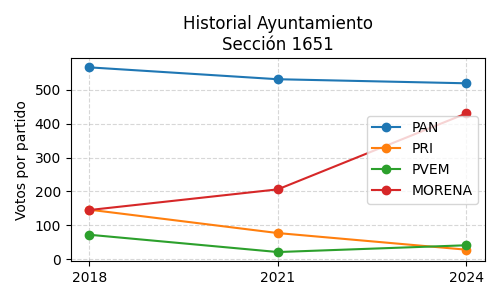 Historial Ayuntamiento
Sección 1651
Votos por partido
500
400
300
200
100
0
2018
2021
2024
PAN
PRI
PVEM
MORENA